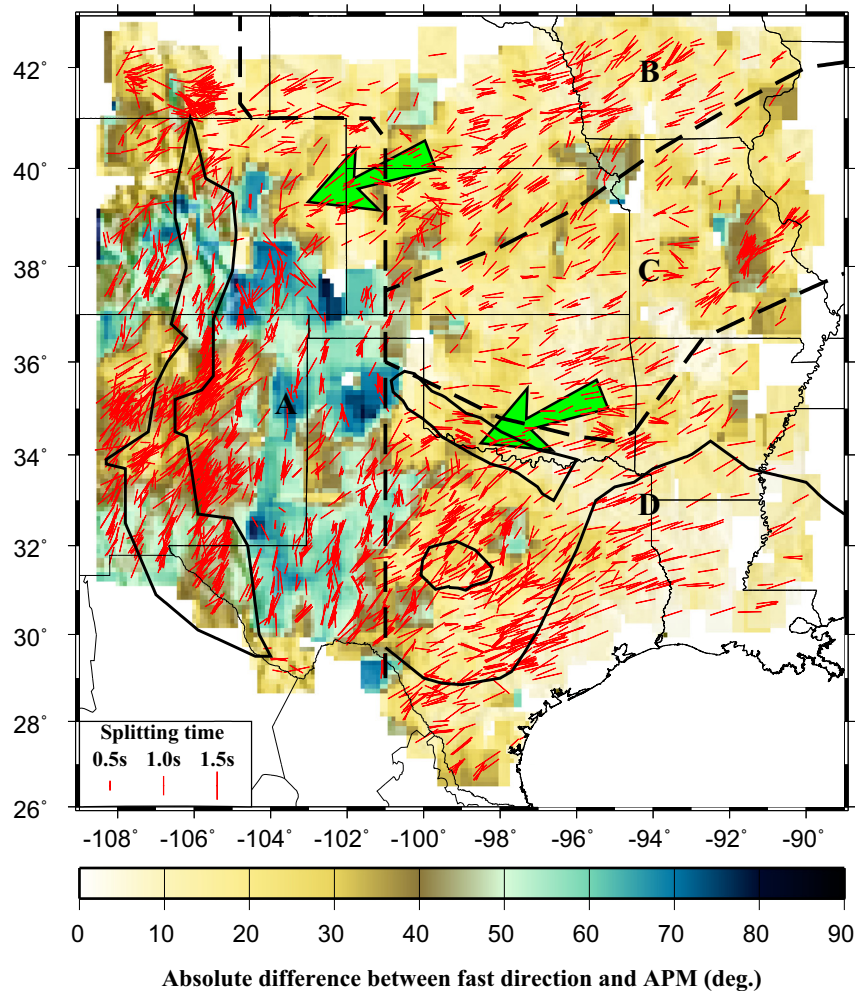 B
C
A
D
42°
40°
38°
36°
34°
32°
30°
28°
26°
Splitting time
0.5s 1.0s 1.5s
-108° -106° -104° -102° -100° -98° -96° -94° -92° -90°
0 10 20 30 40 50 60 70 80 90
Absolute difference between fast direction and APM (deg.)